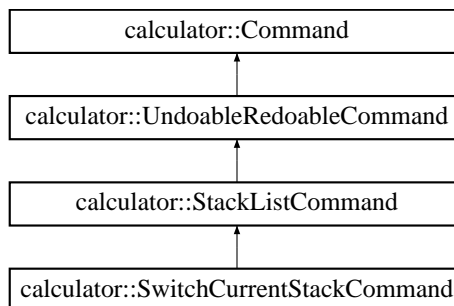 calculator::Command
calculator::UndoableRedoableCommand
calculator::StackListCommand
calculator::SwitchCurrentStackCommand